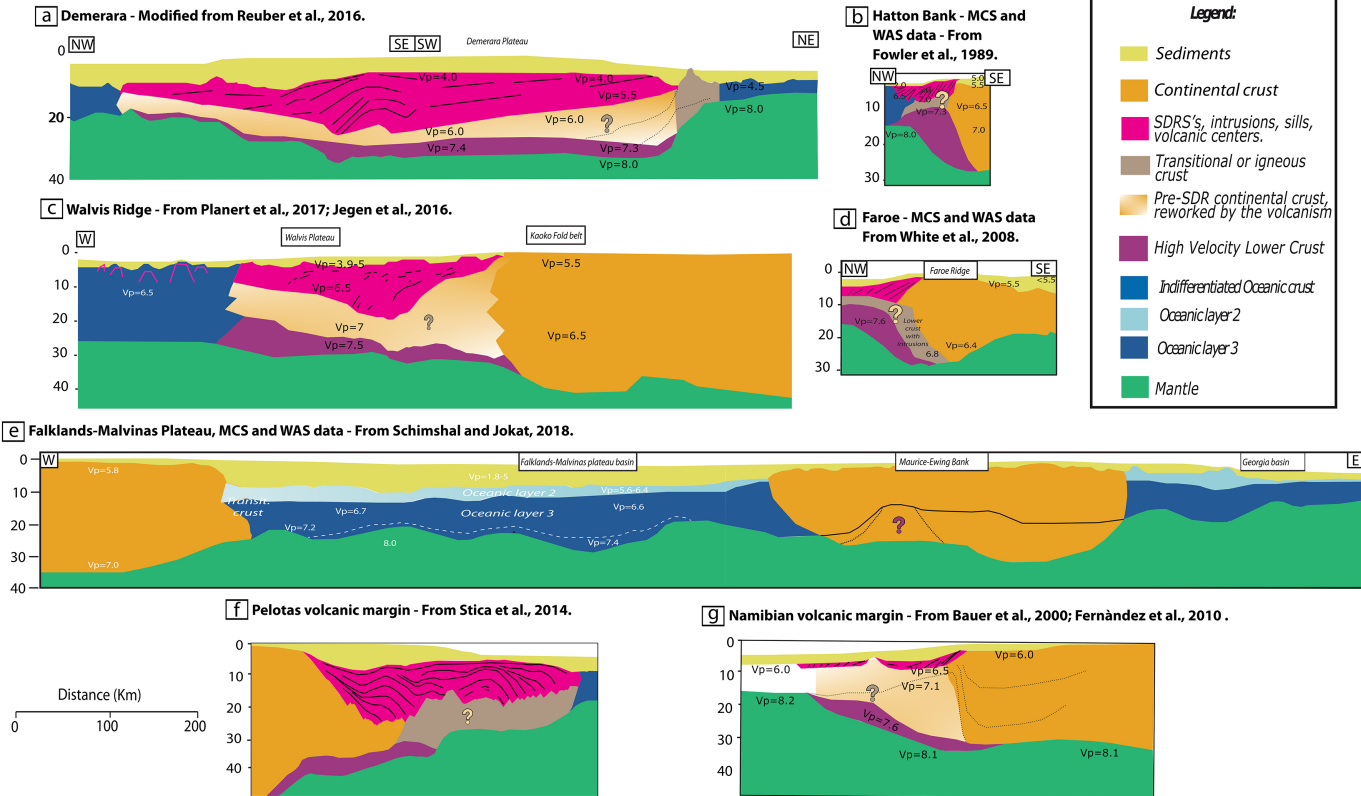 a Demerara - Modified from Reuber et al., 2016.
NW
SE SW
Demerara Plateau
NE
0
20
40
Vp=4.0
Vp=4.0
Vp=4.5
Vp=5.5
Vp=6.0
Vp=6.0
?
Vp=8.0
Vp=7.4
Vp=7.3
Vp=8.0
b Hatton Bank - MCS and
WAS data - From
Fowler et al., 1989.
NW
SE
10
20
30
5.0
5.5
6.5
?
Vp=6.5
Vp=7.3
Vp=8.0
7.0
Legend:
Sediments
Continental crust
SDRS's, intrusions, sills,
volcanic centers.
Transitional or igneous
crust
Pre-SDR continental crust,
reworked by the volcanism
High Velocity Lower Crust
Indifferentiated Oceanic crust
Oceanic layer 2
Oceanic layer 3
Mantle
c Walvis Ridge - From Planert et al., 2017; Jegen et al., 2016.
W
Walvis Plateau
Kaoko Fold belt
0
10
20
30
40
Vp=3.9-5
Vp=5.5
Vp=6.5
Vp=6.5
Vp=7
?
Vp=6.5
Vp=7.5
d Faroe - MCS and WAS data
From White et al., 2008.
NW
Faroe Ridge
SE
0
10
20
30
Vp=5.5
<5.5
?
Vp=7.6
Lower
crust
with
intrusions
6.8
Vp=6.4
e Falklands-Malvinas Plateau, MCS and WAS data - From Schimshal and Jokat, 2018.
W
Falklands-Malvinas plateau basin
Maurice-Ewing Bank
Georgia basin
E
0
10
20
30
40
Vp=5.8
Vp=1.8-5
Oceanic layer 2
Vp=5.6-6.4
Transit.
crust
Vp=6.7
Oceanic layer 3
Vp=6.6
Vp=7.2
?
8.0
Vp=7.4
Vp=7.0
f Pelotas volcanic margin - From Stica et al., 2014.
0
10
20
30
40
?
Distance (Km)
0 100 200
g Namibian volcanic margin - From Bauer et al., 2000; Fernàndez et al., 2010 .
0
10
20
30
40
Vp=6.0
Vp=6.0
Vp=6.5
Vp=7.1
?
Vp=8.2
Vp=7.6
Vp=8.1
Vp=8.1